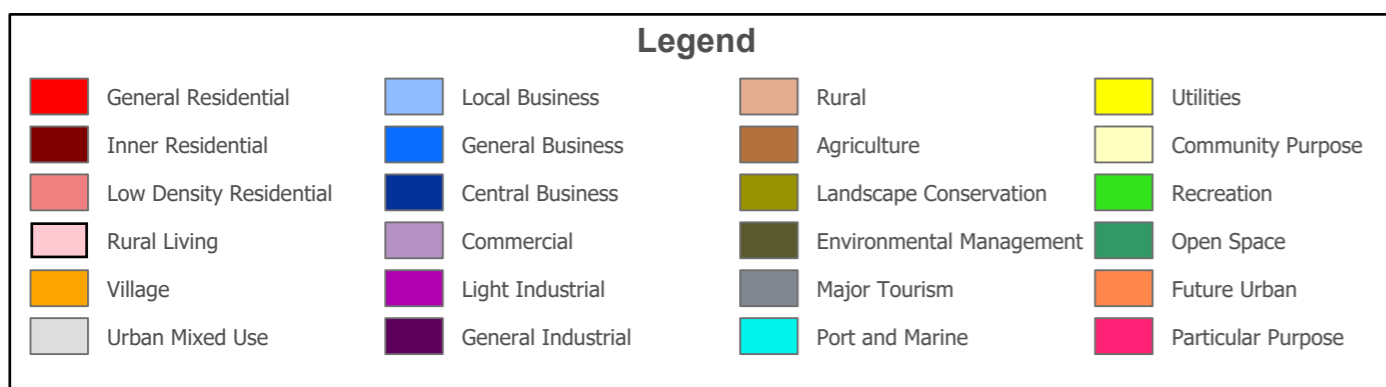 Legend
General Residential
Inner Residential
Low Density Residential
Rural Living
Village
Urban Mixed Use
Local Business
General Business
Central Business
Commercial
Light Industrial
General Industrial
Rural
Agriculture
Landscape Conservation
Environmental Management
Major Tourism
Port and Marine
Utilities
Community Purpose
Recreation
Open Space
Future Urban
Particular Purpose